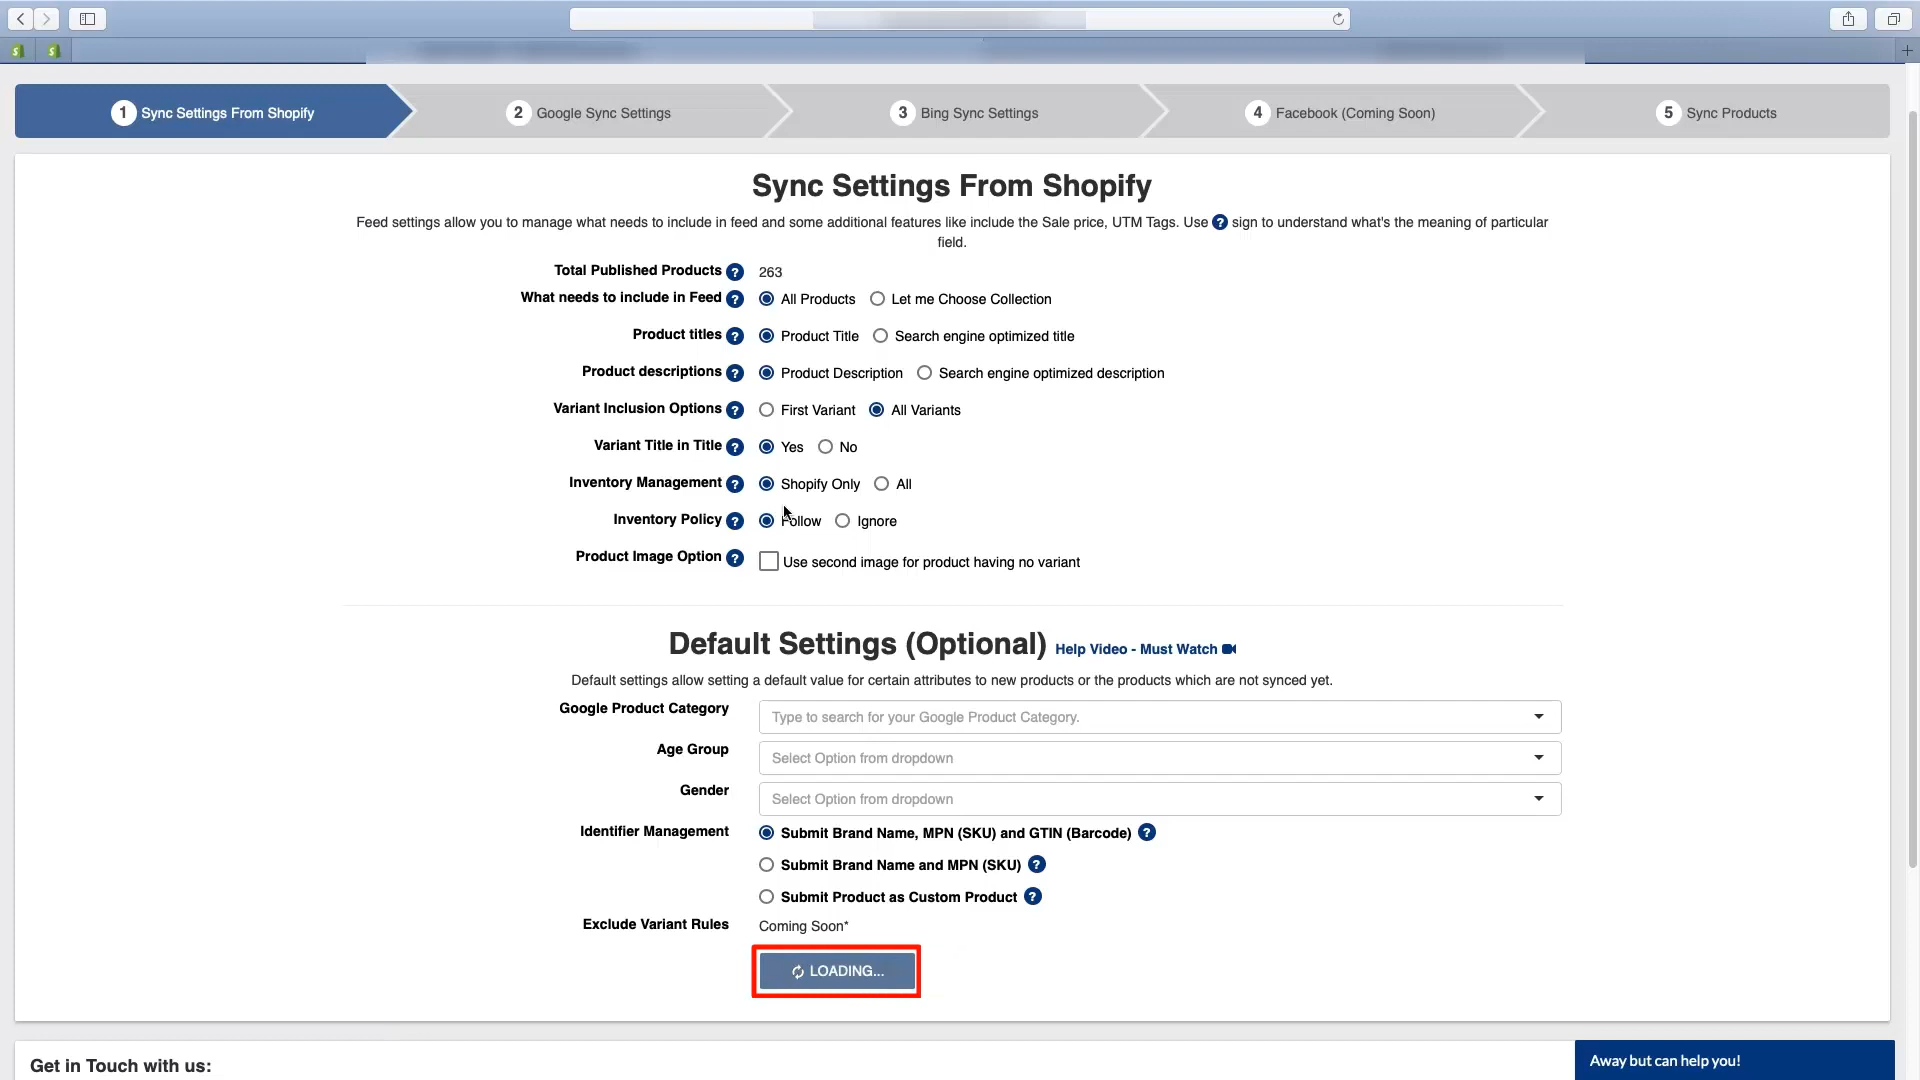 1 Sync Settings From Shopify
2 Google Sync Settings
3 Bing Sync Settings
4 Facebook (Coming Soon)
5 Sync Products
Sync Settings From Shopify
Feed settings allow you to manage what needs to include in feed and some additional features like include the Sale price, UTM Tags. Use ? sign to understand what's the meaning of particular
field.
Total Published Products ? 263
What needs to include in Feed ? All Products Let me Choose Collection
Product titles ? Product Title Search engine optimized title
Product descriptions ? Product Description Search engine optimized description
Variant Inclusion Options ? First Variant All Variants
Variant Title in Title ? Yes No
Inventory Management ? Shopify Only All
Inventory Policy ? Follow Ignore
Product Image Option ? Use second image for product having no variant
Default Settings (Optional) Help Video - Must Watch
Default settings allow setting a default value for certain attributes to new products or the products which are not synced yet.
Google Product Category Type to search for your Google Product Category.
Age Group Select Option from dropdown
Gender Select Option from dropdown
Identifier Management Submit Brand Name, MPN (SKU) and GTIN (Barcode) ?
Submit Brand Name and MPN (SKU) ?
Submit Product as Custom Product ?
Exclude Variant Rules Coming Soon*
LOADING...
Get in Touch with us:
Away but can help you!